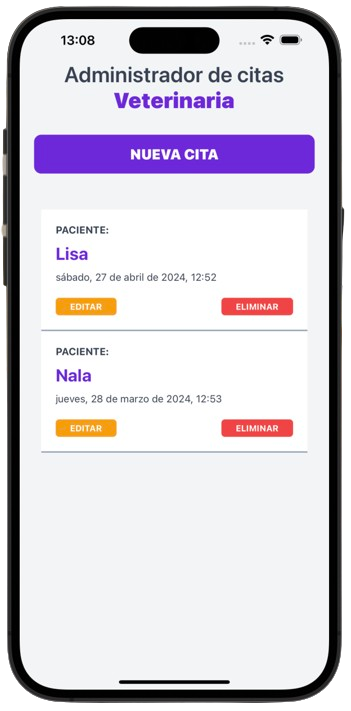 13:08
Administrador de citas
Veterinaria
NUEVA CITA
PACIENTE:
Lisa
sábado, 27 de abril de 2024, 12:52
EDITAR ELIMINAR
PACIENTE:
Nala
jueves, 28 de marzo de 2024, 12:53
EDITAR ELIMINAR